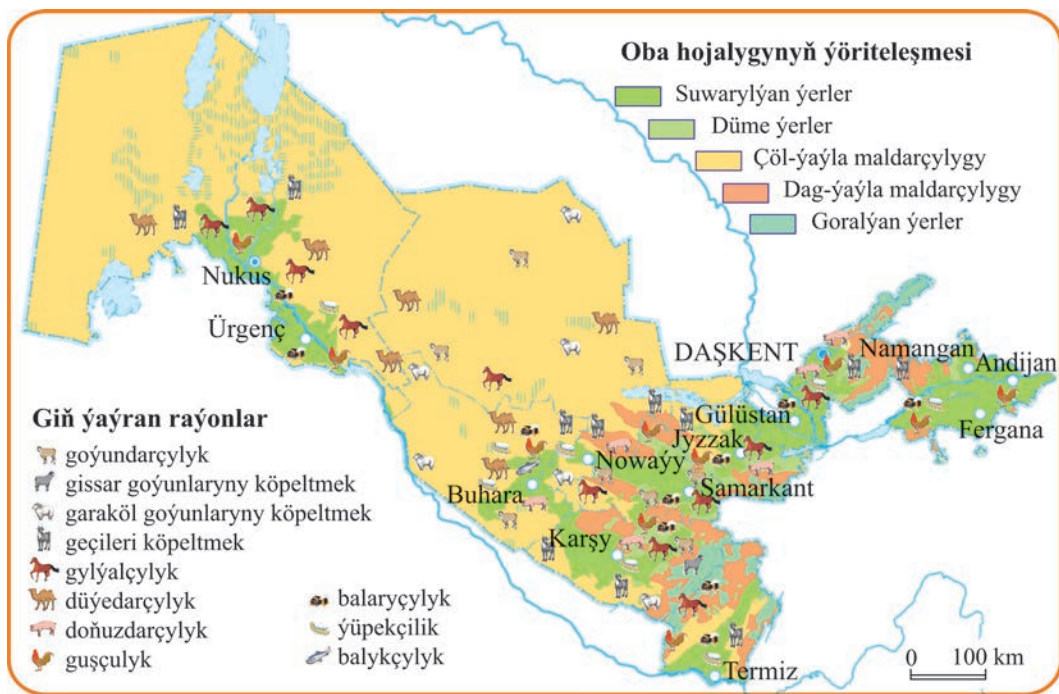 Oba hojalygynyň ýöriteleşmesi
Suwarylýan ýerler
Düme ýerler
Çöl-ýaýla maldarçylygy
Dag-ýaýla maldarçylygy
Goralýan ýerler
Nukus
Ürgenç
DAŞKENT
Namangan
Andijan
Gülüstan
Fergana
Jyzzak
Nowaýy
Samarkant
Buhara
Karşy
Termiz
Giň ýaýran raýonlar
goýundarçylyk
gissar goýunlaryny köpeltmek
garaköl goýunlaryny köpeltmek
geçileri köpeltmek
gylýalçylyk
düýedarçylyk
doňuzdarçylyk
guşçulyk
balaryçylyk
ýüpekçilik
balykçylyk
0 100 km